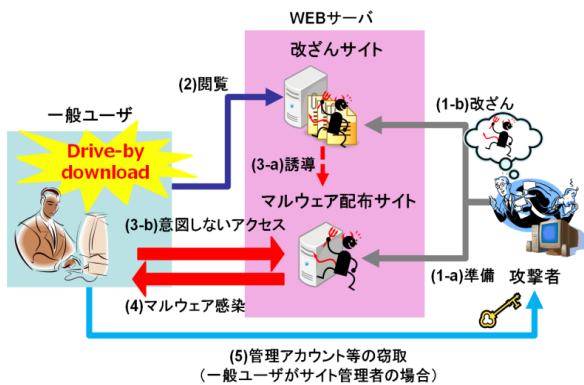 WEBサーバ
改ざんサイト
(2)閲覧
(1-b)改ざん
一般ユーザ
Drive-by
download
(3-a)誘導
マルウェア配布サイト
(3-b)意図しないアクセス
(1-a)準備
攻撃者
(4)マルウェア感染
(5)管理アカウント等の窃取
（一般ユーザがサイト管理者の場合）